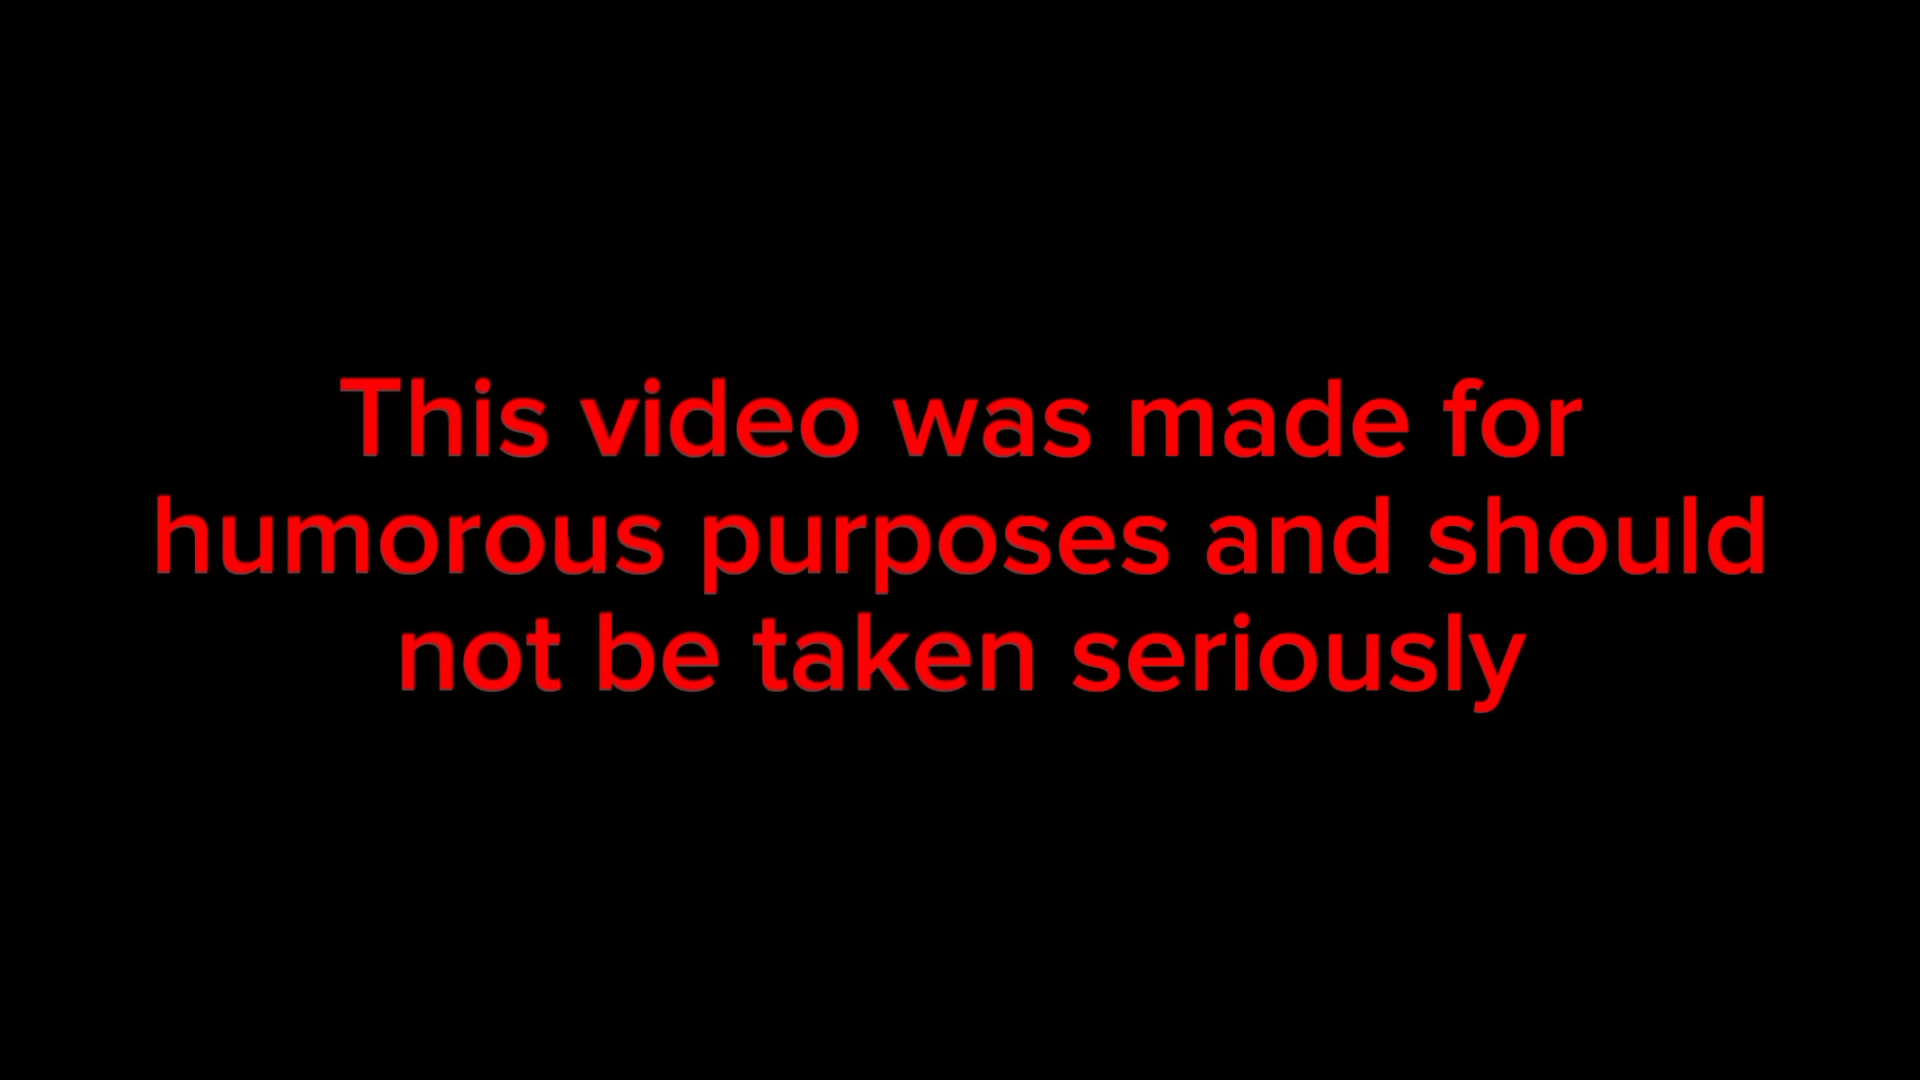 This video was made for
humorous purposes and should
not be taken seriously